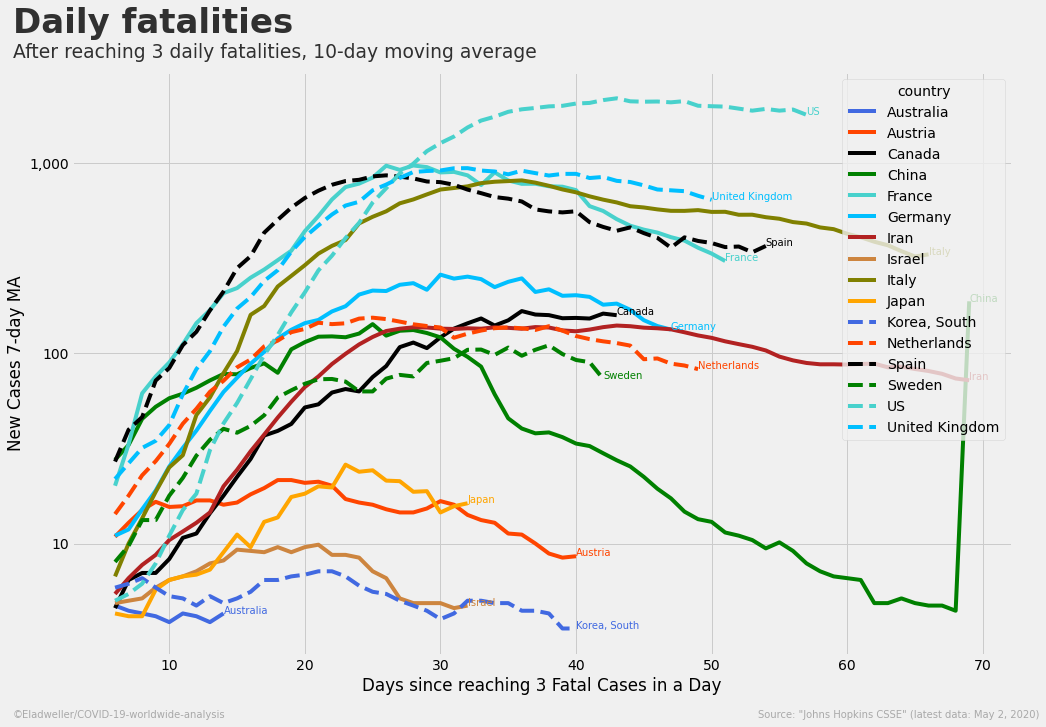 Daily fatalities
After reaching 3 daily fatalities, 10-day moving average
New Cases 7-day MA
1,000
100
10
country
Australia
Austria
Canada
China
France
Germany
Iran
Israel
Italy
Japan
Korea, South
Netherlands
Spain
Sweden
US
United Kingdom
US
United Kingdom
Spain
Italy
France
China
Canada
Germany
Netherlands
Iran
Sweden
Japan
Austria
Israel
Australia
Korea, South
10 20 30 40 50 60 70
Days since reaching 3 Fatal Cases in a Day
©Eladweller/COVID-19-worldwide-analysis
Source: "Johns Hopkins CSSE" (latest data: May 2, 2020)